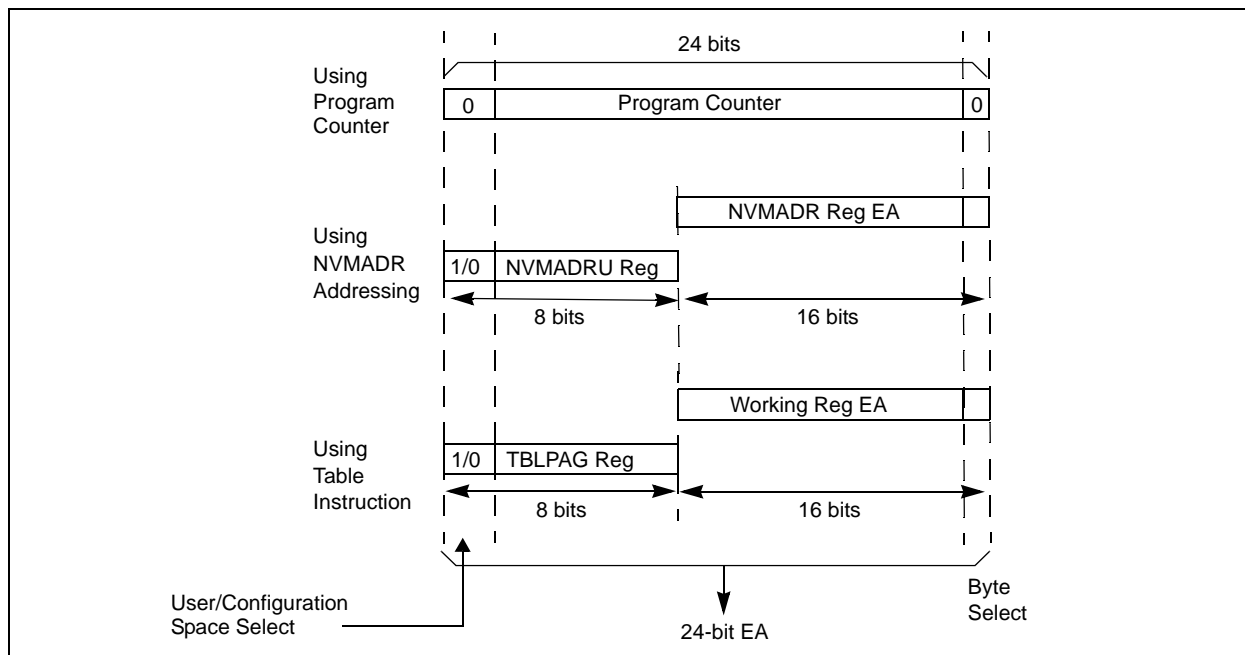 24 bits
Using
Program
Counter
0
Program Counter
0
NVMADR Reg EA
Using
NVMADR
Addressing
1/0
NVMADRU Reg
8 bits
16 bits
Working Reg EA
Using
Table
Instruction
1/0
TBLPAG Reg
8 bits
16 bits
User/Configuration
Space Select
24-bit EA
Byte
Select